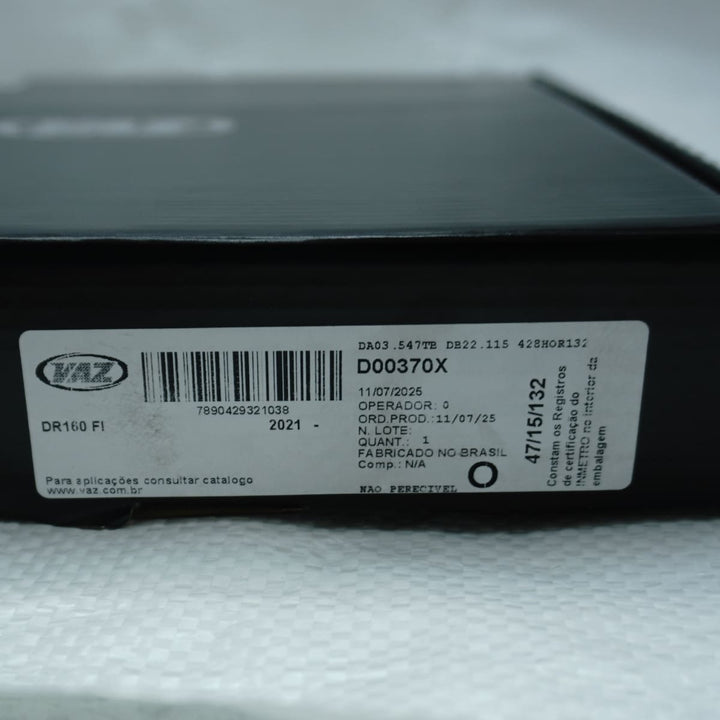 VAZ
7890429321038
DR160 FI
2021 -
Para aplicações consultar catalogo
www.vaz.com.br
DA03.547TB DB22.115 428HOR132
D00370X
11/07/2025
OPERADOR: 0
ORD.PROD.:11/07/25
N. LOTE:
QUANT.: 1
FABRICADO NO BRASIL
Comp.: N/A
NAO PERECIVEL
47/15/132
Constam os Registros
de certificação do
INMETRO no interior da
embalagem